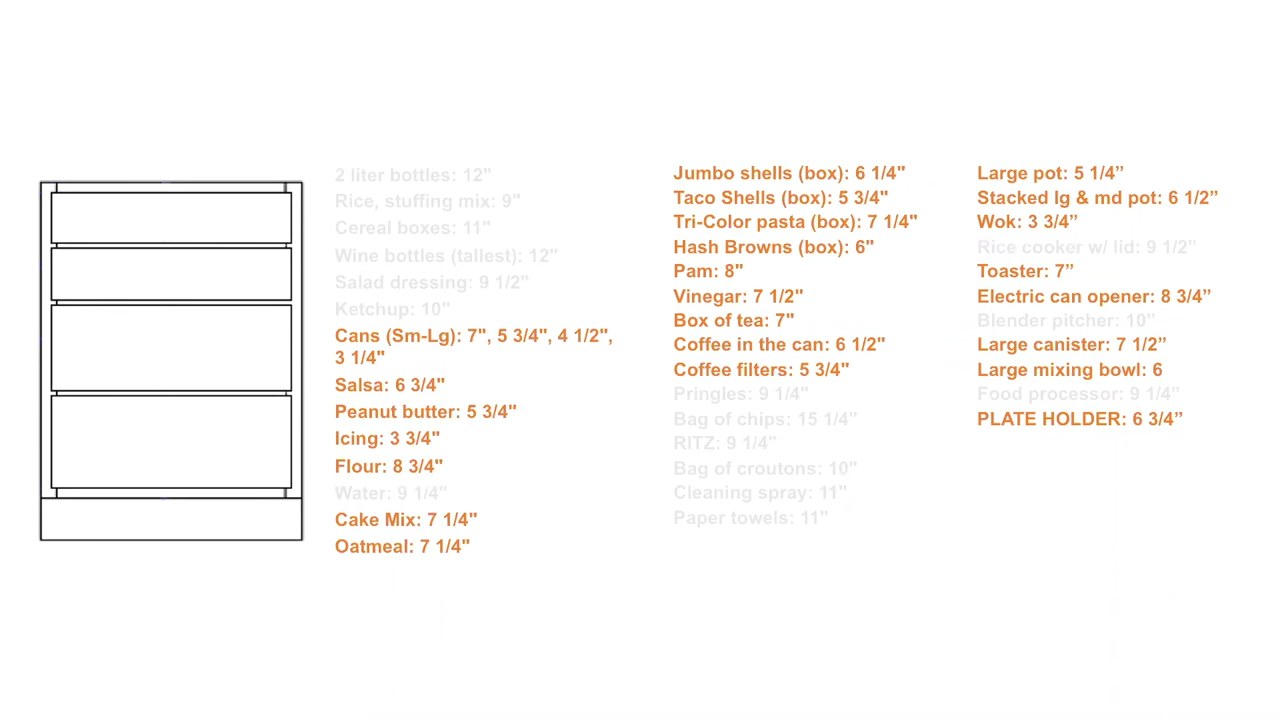 2 liter bottles: 12"
Rice, stuffing mix: 9"
Cereal boxes: 11"
Wine bottles (tallest): 12"
Salad dressing: 9 1/2"
Ketchup: 10"
Cans (Sm-Lg): 7", 5 3/4", 4 1/2",
3 1/4"
Salsa: 6 3/4"
Peanut butter: 5 3/4"
Icing: 3 3/4"
Flour: 8 3/4"
Water: 9 1/4"
Cake Mix: 7 1/4"
Oatmeal: 7 1/4"
Jumbo shells (box): 6 1/4"
Taco Shells (box): 5 3/4"
Tri-Color pasta (box): 7 1/4"
Hash Browns (box): 6"
Pam: 8"
Vinegar: 7 1/2"
Box of tea: 7"
Coffee in the can: 6 1/2"
Coffee filters: 5 3/4"
Pringles: 9 1/4"
Bag of chips: 15 1/4"
RITZ: 9 1/4"
Bag of croutons: 10"
Cleaning spray: 11"
Paper towels: 11"
Large pot: 5 1/4”
Stacked lg & md pot: 6 1/2”
Wok: 3 3/4”
Rice cooker w/ lid: 9 1/2”
Toaster: 7”
Electric can opener: 8 3/4”
Blender pitcher: 10”
Large canister: 7 1/2”
Large mixing bowl: 6
Food processor: 9 1/4”
PLATE HOLDER: 6 3/4”